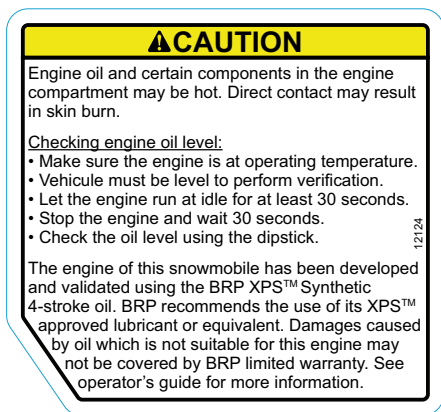 CAUTION
Engine oil and certain components in the engine
compartment may be hot. Direct contact may result
in skin burn.
Checking engine oil level:
• Make sure the engine is at operating temperature.
• Vehicule must be level to perform verification.
• Let the engine run at idle for at least 30 seconds.
• Stop the engine and wait 30 seconds.
• Check the oil level using the dipstick.
12124
The engine of this snowmobile has been developed
and validated using the BRP XPS™ Synthetic
4-stroke oil. BRP recommends the use of its XPS™
approved lubricant or equivalent. Damages caused
by oil which is not suitable for this engine may
not be covered by BRP limited warranty. See
operator's guide for more information.